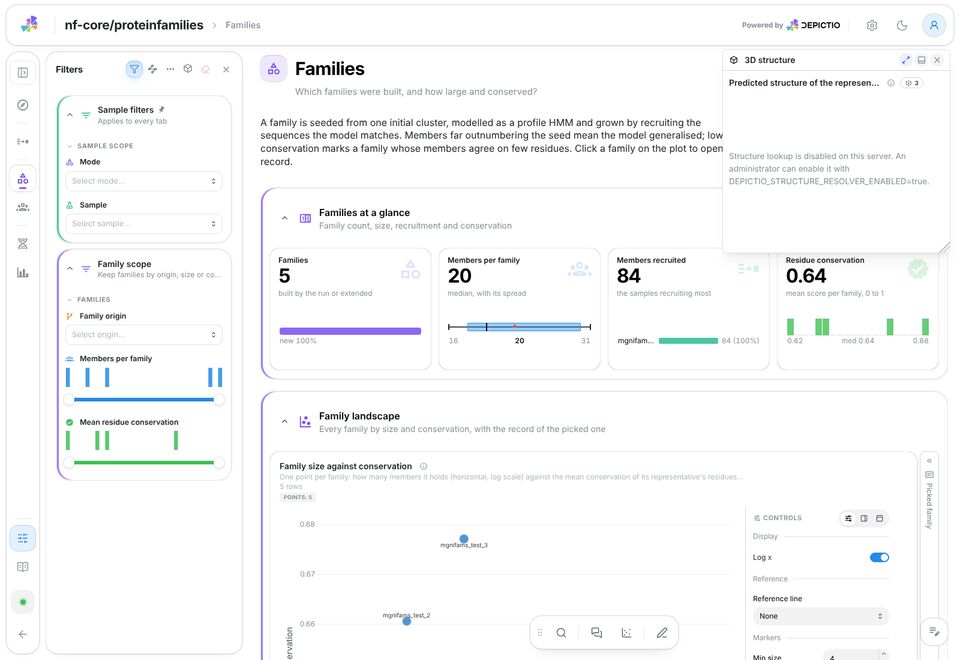 nf-core/proteinfamilies
Families
Powered by DEPICTIO
Filters
Sample filters
Applies to every tab
SAMPLE SCOPE
Mode
Select mode...
Sample
Select sample...
Family scope
Keep families by origin, size or co...
FAMILIES
Family origin
Select origin...
Members per family
Mean residue conservation
Families
Which families were built, and how large and conserved?
A family is seeded from one initial cluster, modelled as a profile HMM and grown by recruiting the
sequences the model matches. Members far outnumbering the seed mean the model generalised; low
conservation marks a family whose members agree on few residues. Click a family on the plot to open
record.
3D structure
Predicted structure of the represen...
3
Structure lookup is disabled on this server. An
administrator can enable it with
DEPICTIO_STRUCTURE_RESOLVER_ENABLED=true.
Families at a glance
Family count, size, recruitment and conservation
Families
5
built by the run or extended
new 100%
Members per family
20
median, with its spread
16 20 31
Members recruited
84
the samples recruiting most
mgnifam... 84 (100%)
Residue conservation
0.64
mean score per family, 0 to 1
0.62 med 0.64 0.68
Family landscape
Every family by size and conservation, with the record of the picked one
Family size against conservation
One point per family: how many members it holds (horizontal, log scale) against the mean conservation of its representative's residues...
5 rows
POINTS: 5
0.68
mgnifams_test_3
0.67
mgnifams_test_2
0.66
CONTROLS
Display
Log x
Reference
Reference line
None
Markers
Min size
4
Picked family